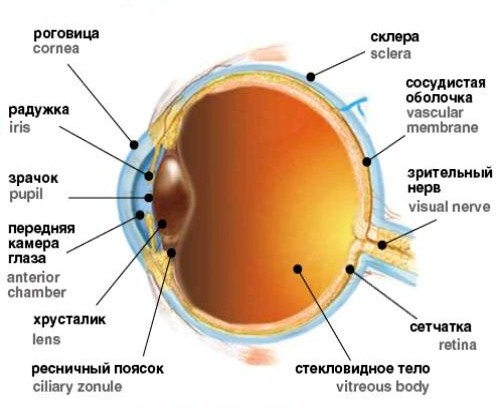 роговица
cornea
радужка
iris
зрачок
pupil
передняя
камера
глаза
anterior
chamber
хрусталик
lens
ресничный поясок
ciliary zonule
склера
sclera
сосудистая
оболочка
vascular
membrane
зрительный
нерв
visual nerve
сетчатка
retina
стекловидное тело
vitreous body